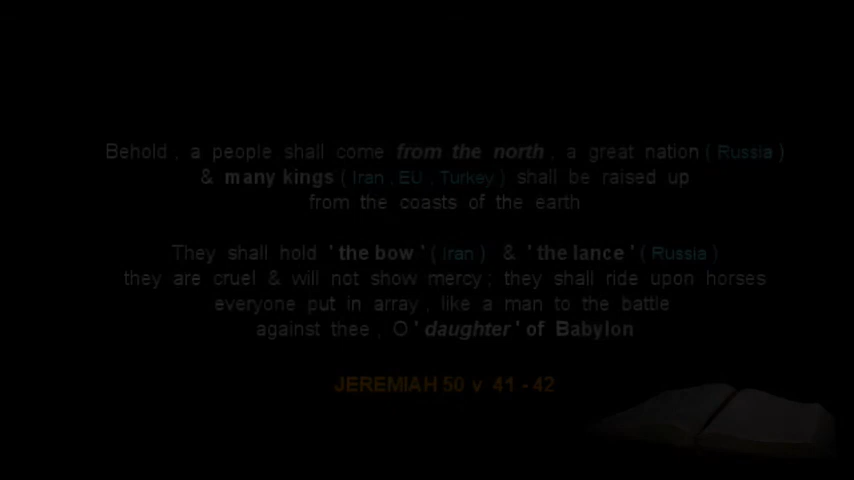 Behold , a people shall come from the north , a great nation ( Russia )
& many kings ( Iran , EU , Turkey ) shall be raised up
from the coasts of the earth
They shall hold ' the bow ' ( Iran ) & ' the lance ' ( Russia )
they are cruel & will not show mercy ; they shall ride upon horses
everyone put in array , like a man to the battle
against thee , O ' daughter ' of Babylon
JEREMIAH 50 v 41 - 42